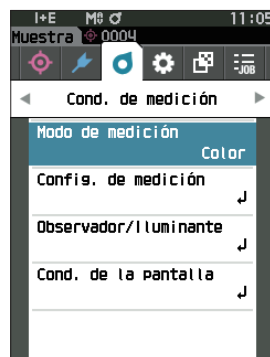 I+E M0 11:05
Muestra 0004
JOB
Cond. de medición
Modo de medición
Color
Config. de medición
Observador/Iluminante
Cond. de la pantalla